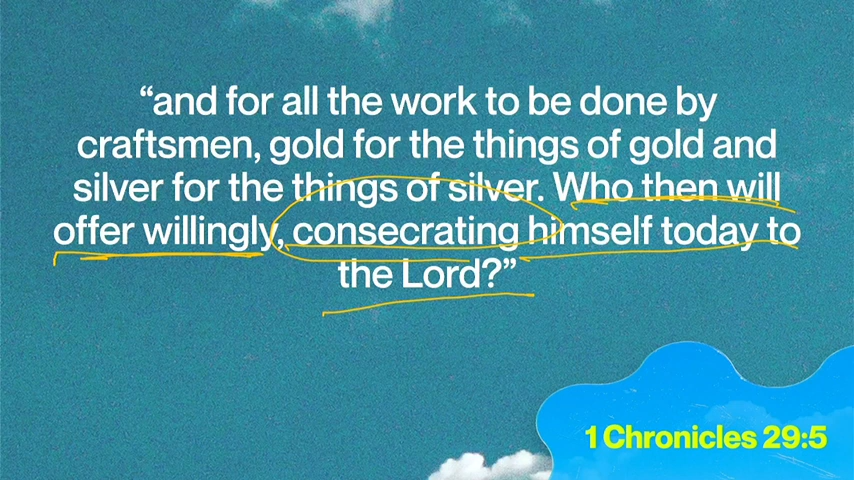 “and for all the work to be done by
craftsmen, gold for the things of gold and
silver for the things of silver. Who then will
offer willingly, consecrating himself today to
the Lord?”
1 Chronicles 29:5